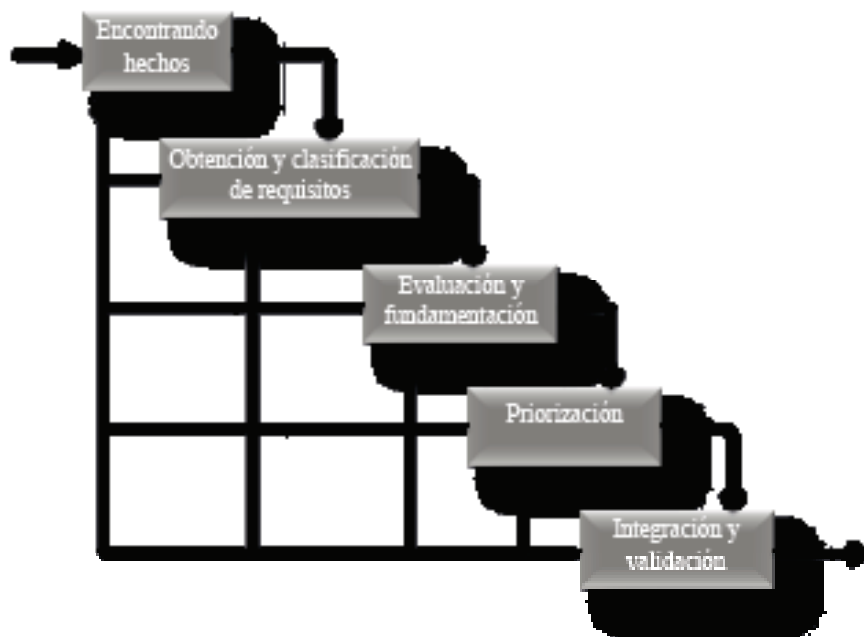 Encontrando
hechos
Obtención y clasificación
de requisitos
Evaluación y
fundamentación
Priorización
Integración y
validación